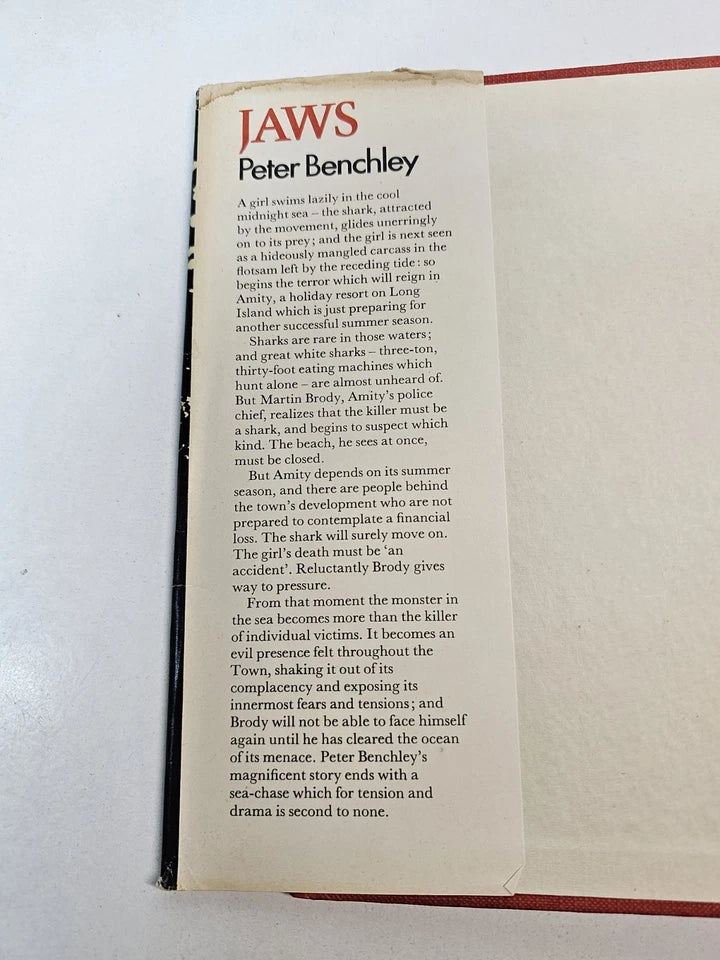 JAWS
Peter Benchley
A girl swims lazily in the cool
midnight sea – the shark, attracted
by the movement, glides unerringly
on to its prey; and the girl is next seen
as a hideously mangled carcass in the
flotsam left by the receding tide: so
begins the terror which will reign in
Amity, a holiday resort on Long
Island which is just preparing for
another successful summer season.
Sharks are rare in those waters;
and great white sharks – three-ton,
thirty-foot eating machines which
hunt alone – are almost unheard of.
But Martin Brody, Amity's police
chief, realizes that the killer must be
a shark, and begins to suspect which
kind. The beach, he sees at once,
must be closed.
But Amity depends on its summer
season, and there are people behind
the town's development who are not
prepared to contemplate a financial
loss. The shark will surely move on.
The girl's death must be 'an
accident'. Reluctantly Brody gives
way to pressure.
From that moment the monster in
the sea becomes more than the killer
of individual victims. It becomes an
evil presence felt throughout the
Town, shaking it out of its
complacency and exposing its
innermost fears and tensions; and
Brody will not be able to face himself
again until he has cleared the ocean
of its menace. Peter Benchley's
magnificent story ends with a
sea-chase which for tension and
drama is second to none.